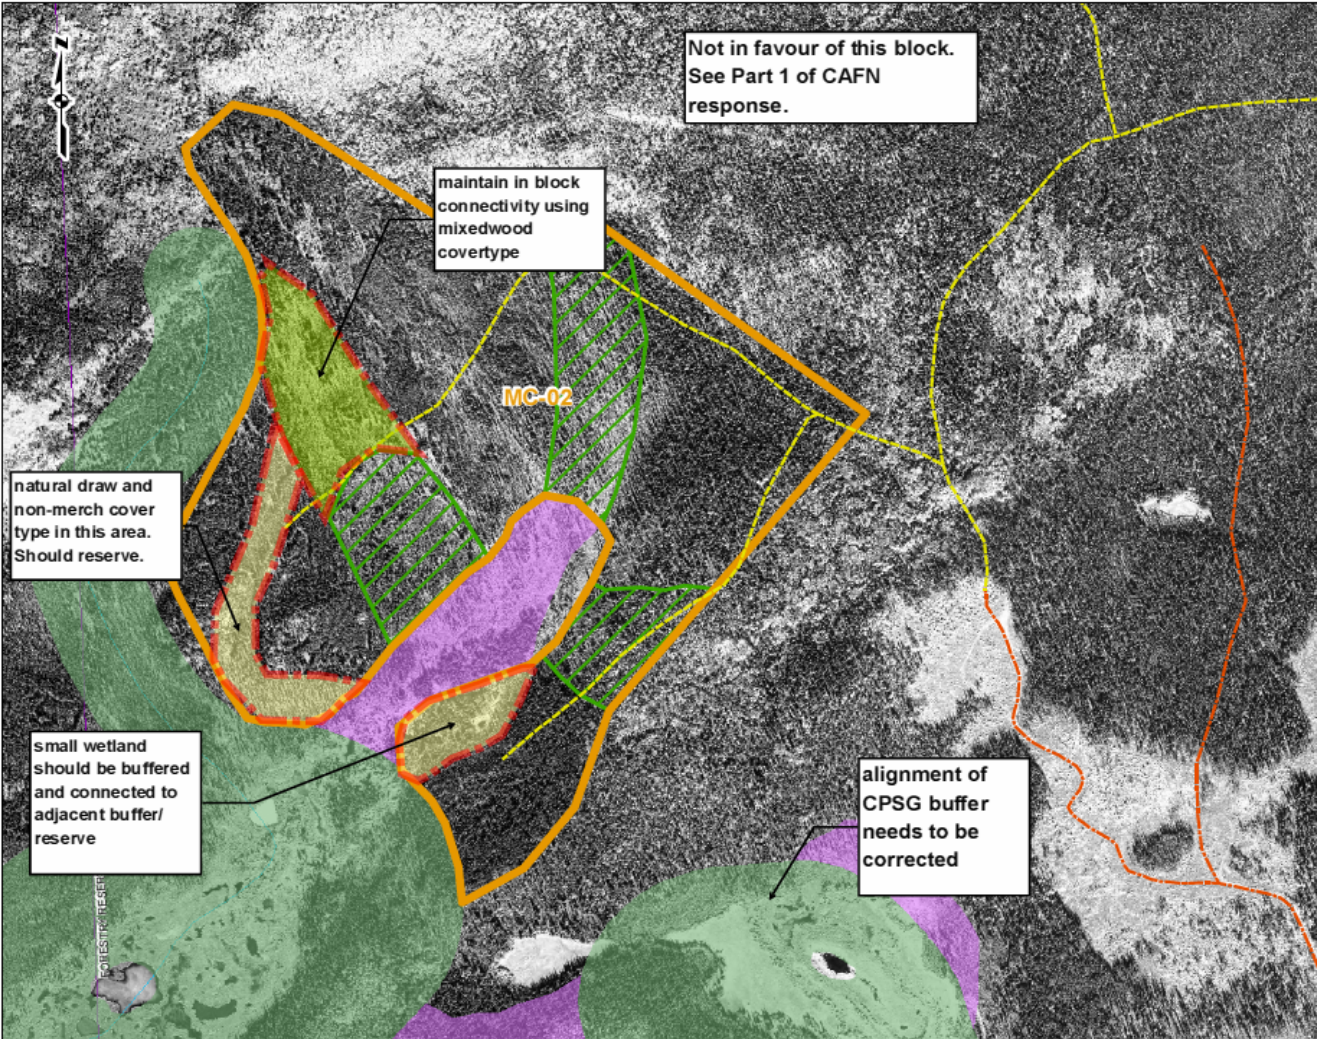 N
Not in favour of this block.
See Part 1 of CAFN
response.
maintain in block
connectivity using
mixedwood
covertype
MC-02
natural draw and
non-merch cover
type in this area.
Should reserve.
small wetland
should be buffered
and connected to
adjacent buffer/
reserve
alignment of
CPSG buffer
needs to be
corrected